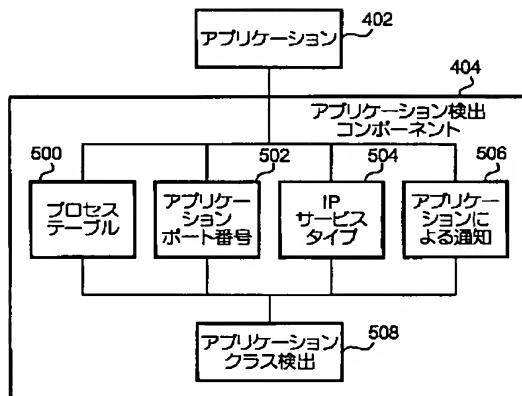 アプリケーション
402
404
アプリケーション検出
コンポーネント
500
プロセス
テーブル
502
アプリケーション
ポート番号
504
IP
サービス
タイプ
506
アプリケー
ションに
よる通知
508
アプリケーション
クラス検出